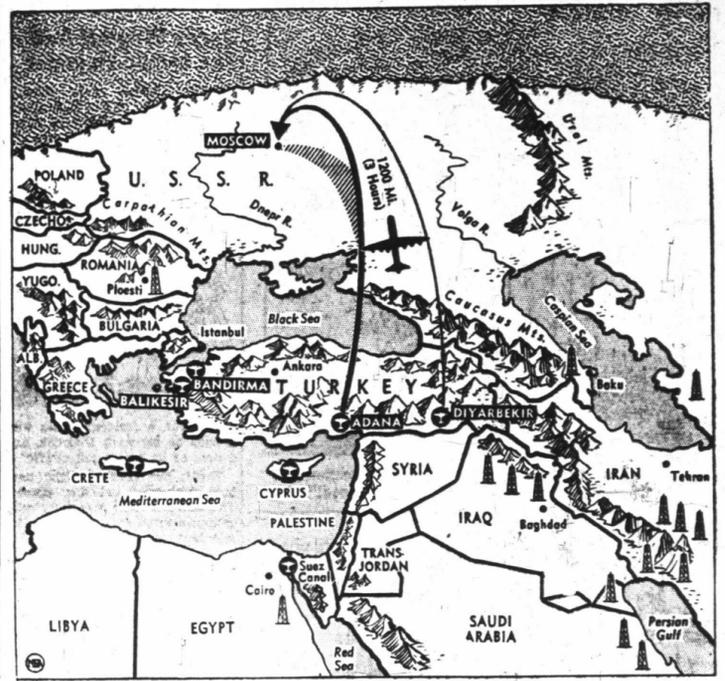 Ural Mts.
MOSCOW
POLAND
U. S. S. R.
1200 MI.
(3 Hours)
Carpathian Mts.
Dnepr R.
Volga R.
CZECHO.
HUNG.
ROMANIA
Ploesti
YUGO.
Caspian Sea
Caucasus Mts.
Black Sea
BULGARIA
Istanbul
ALB.
Ankara
GREECE
BANDIRMA
TURKEY
Baku
BALIKESIR
ADANA
DIYARBEKIR
SYRIA
IRAN
Tehran
CRETE
CYPRUS
Mediterranean Sea
PALESTINE
IRAQ
Baghdad
TRANS-
JORDAN
Suez
Canal
Cairo
LIBYA
EGYPT
SAUDI
ARABIA
Persian
Gulf
Red
Sea